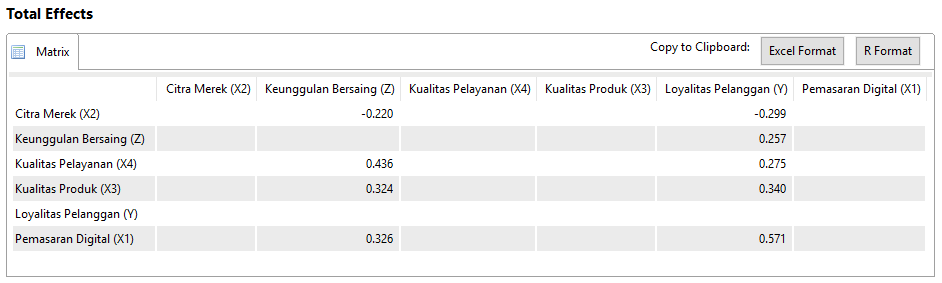 Total Effects
Matrix Copy to Clipboard: Excel Format R Format
Citra Merek (X2) Keunggulan Bersaing (Z) Kualitas Pelayanan (X4) Kualitas Produk (X3) Loyalitas Pelanggan (Y) Pemasaran Digital (X1)
Citra Merek (X2) -0.220 -0.299
Keunggulan Bersaing (Z) 0.257
Kualitas Pelayanan (X4) 0.436 0.275
Kualitas Produk (X3) 0.324 0.340
Loyalitas Pelanggan (Y)
Pemasaran Digital (X1) 0.326 0.571